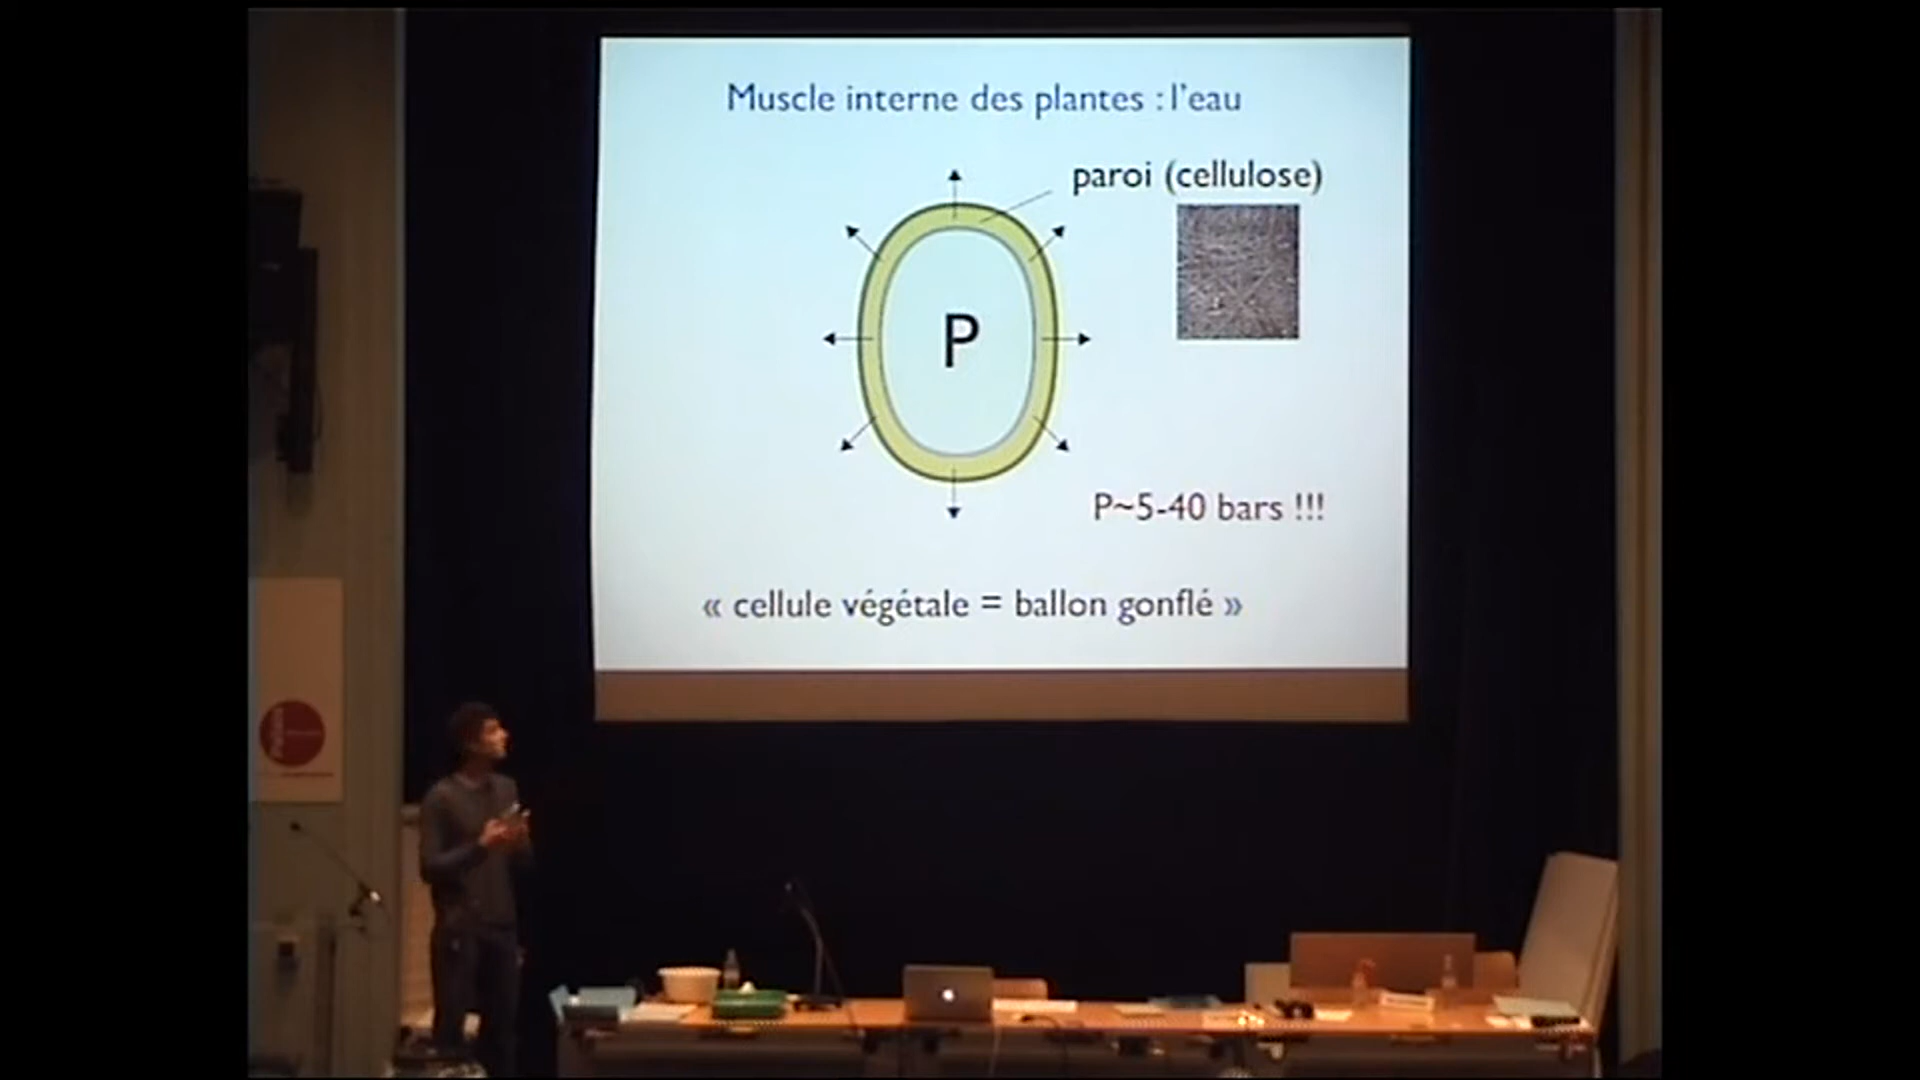 Muscle interne des plantes : l'eau
paroi (cellulose)
P
P~5-40 bars !!!
« cellule végétale = ballon gonflé »